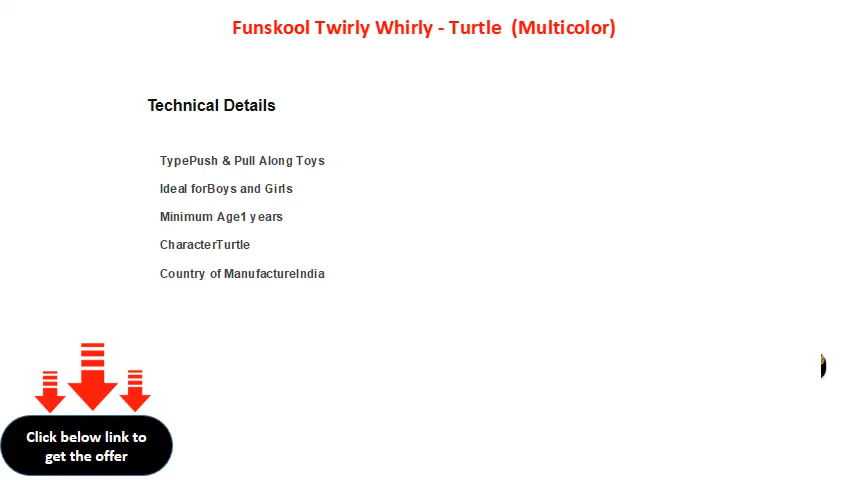 Funskool Twirly Whirly - Turtle (Multicolor)
Technical Details
TypePush & Pull Along Toys
Ideal forBoys and Girls
Minimum Age1 years
CharacterTurtle
Country of ManufactureIndia
Click below link to
get the offer